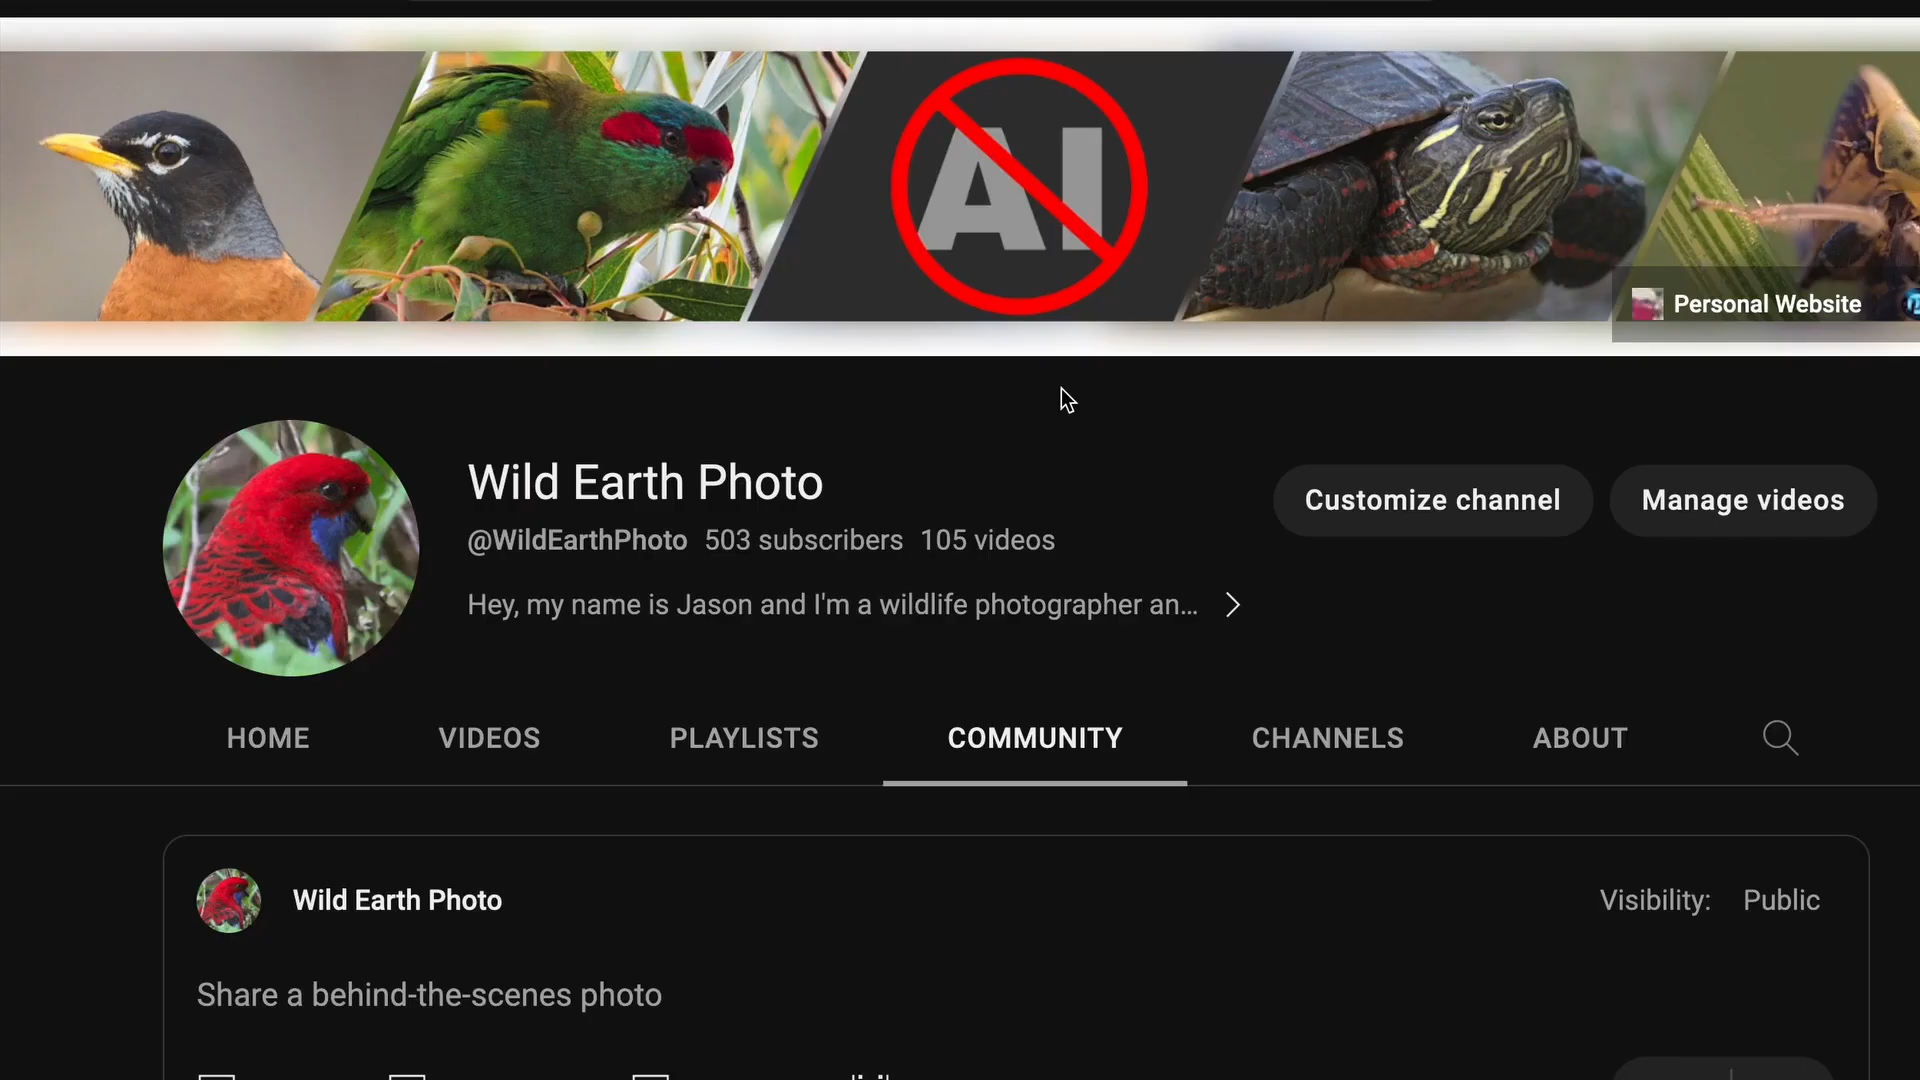 AI
Personal Website
Wild Earth Photo
Customize channel
Manage videos
@WildEarthPhoto 503 subscribers 105 videos
Hey, my name is Jason and I'm a wildlife photographer an...
HOME VIDEOS PLAYLISTS COMMUNITY CHANNELS ABOUT
Wild Earth Photo
Visibility: Public
Share a behind-the-scenes photo